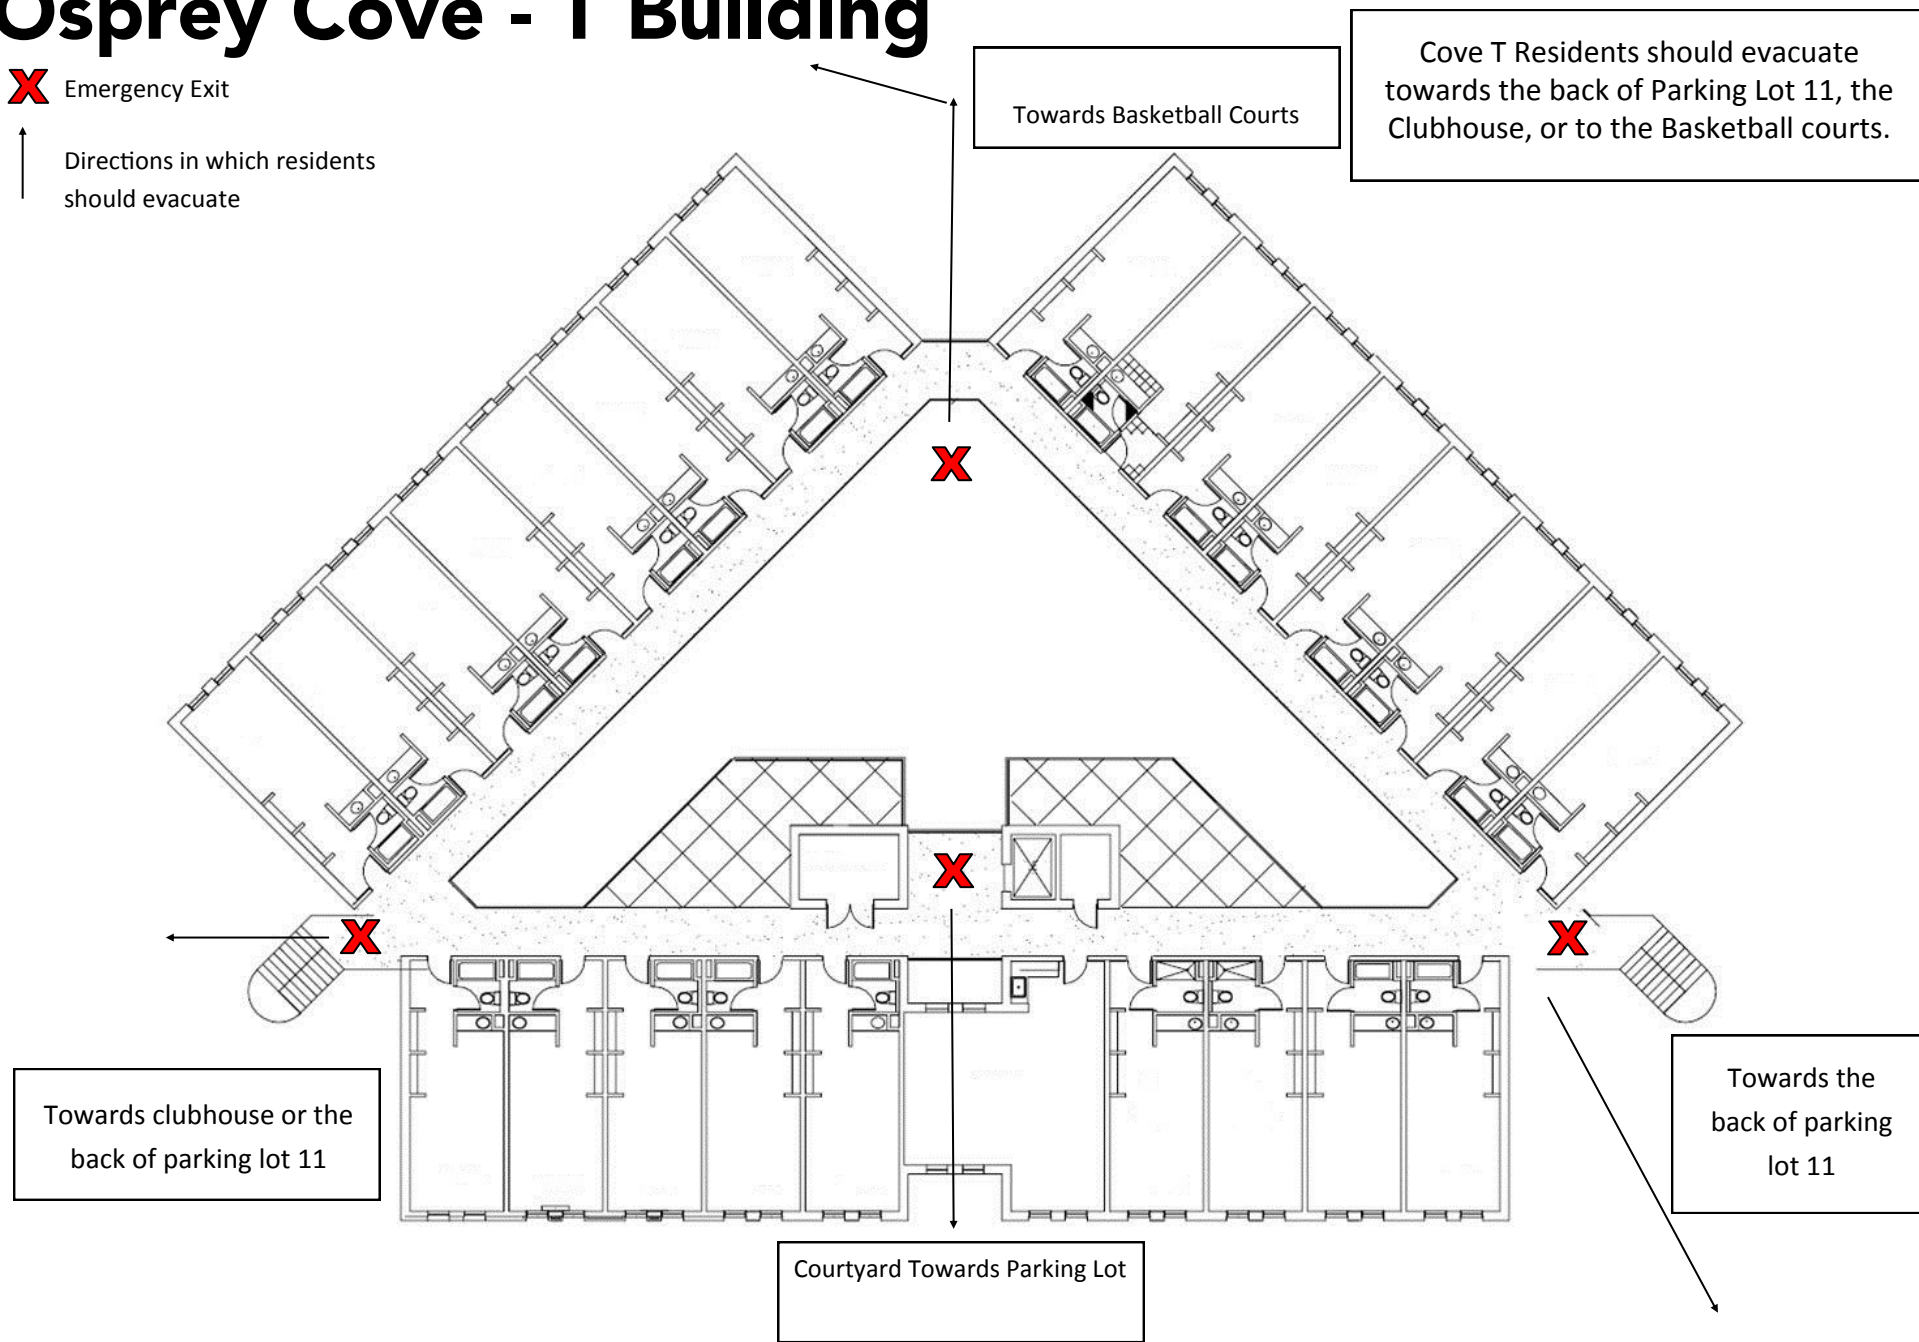 Osprey Cove - T Building
Emergency Exit
Directions in which residents
should evacuate
Towards Basketball Courts
Cove T Residents should evacuate
towards the back of Parking Lot 11, the
Clubhouse, or to the Basketball courts.
Towards clubhouse or the
back of parking lot 11
Towards the
back of parking
lot 11
Courtyard Towards Parking Lot